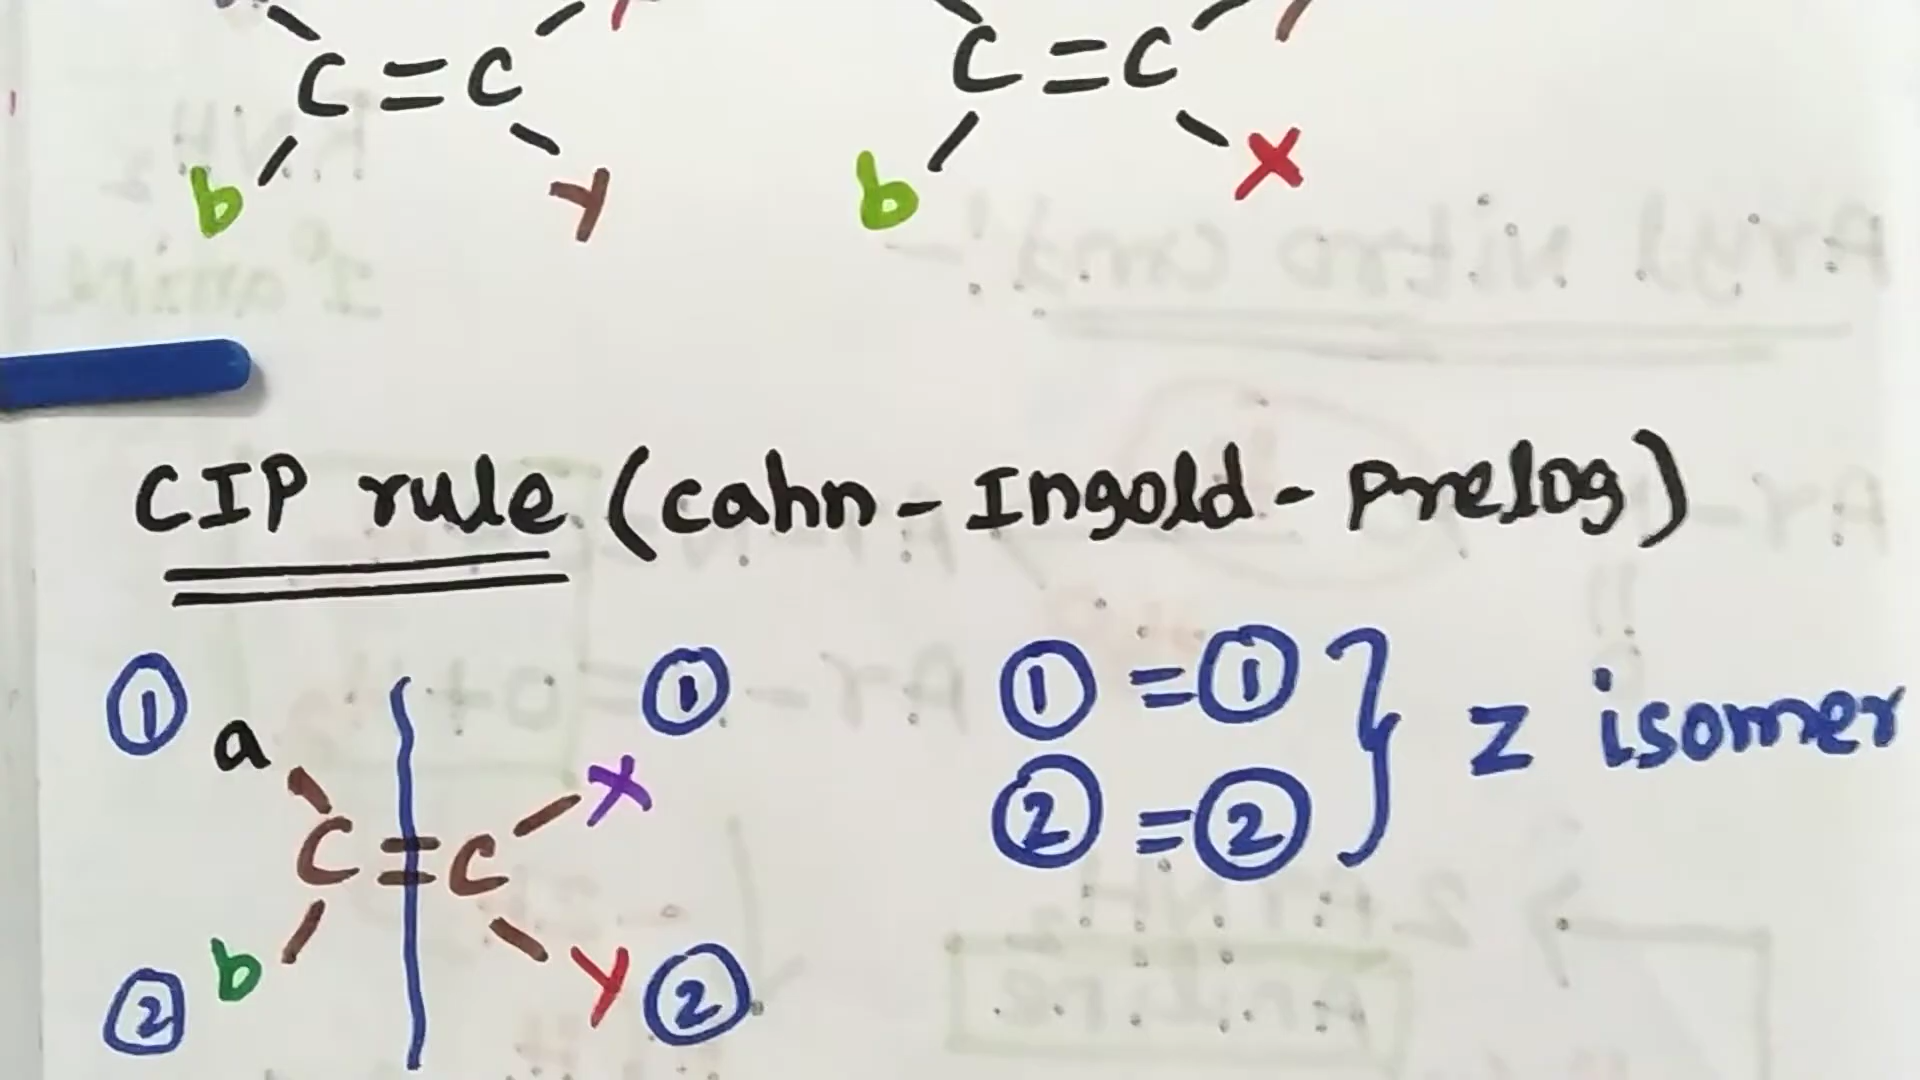 C=C C=C
b y b x
CIP rule (cahn-Ingold-Prelog)
① a x ① ① = ① } Z isomer
C=C ② = ②
② b y ②